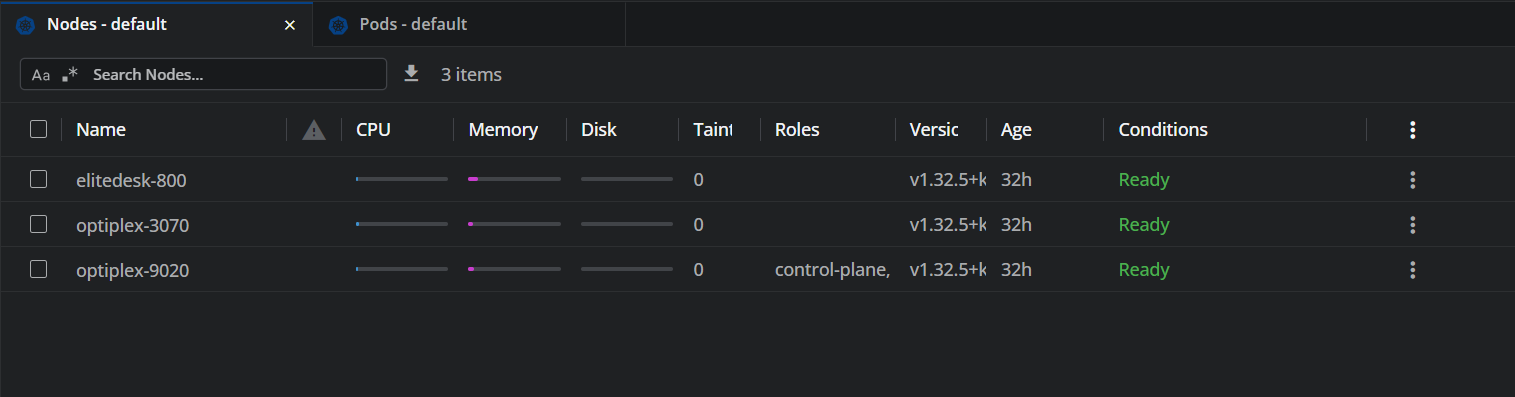 Nodes - default × Pods - default
Aa .* Search Nodes... 3 items
Name CPU Memory Disk Taint Roles Versic Age Conditions
elitedesk-800 0 v1.32.5+k 32h Ready
optiplex-3070 0 v1.32.5+k 32h Ready
optiplex-9020 0 control-plane, v1.32.5+k 32h Ready